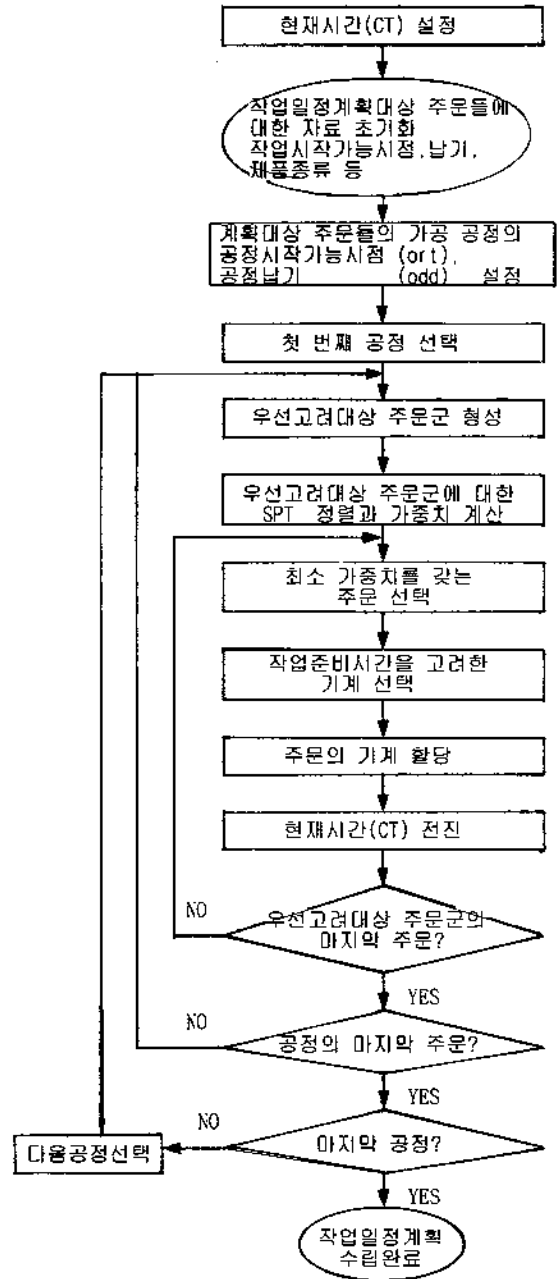 현재시간(CT) 설정
작업일정계획대상 주문들에
대한 자료 초기화
작업시작가능시점,납기,
제품종류 등
계획대상 주문들의 가공 공정의
공정시작가능시점 (ort),
공정납기 (odd) 설정
첫 번째 공정 선택
우선고려대상 주문군 형성
우선고려대상 주문군에 대한
SPT 정렬과 가중치 계산
최소 가중치를 갖는
주문 선택
작업준비시간을 고려한
기계 선택
주문의 기계 할당
현재시간(CT) 전진
NO
우선고려대상 주문군의
마지막 주문?
YES
NO
공정의 마지막 주문?
YES
NO
마지막 공정?
다음공정선택
YES
작업일정계획
수립완료